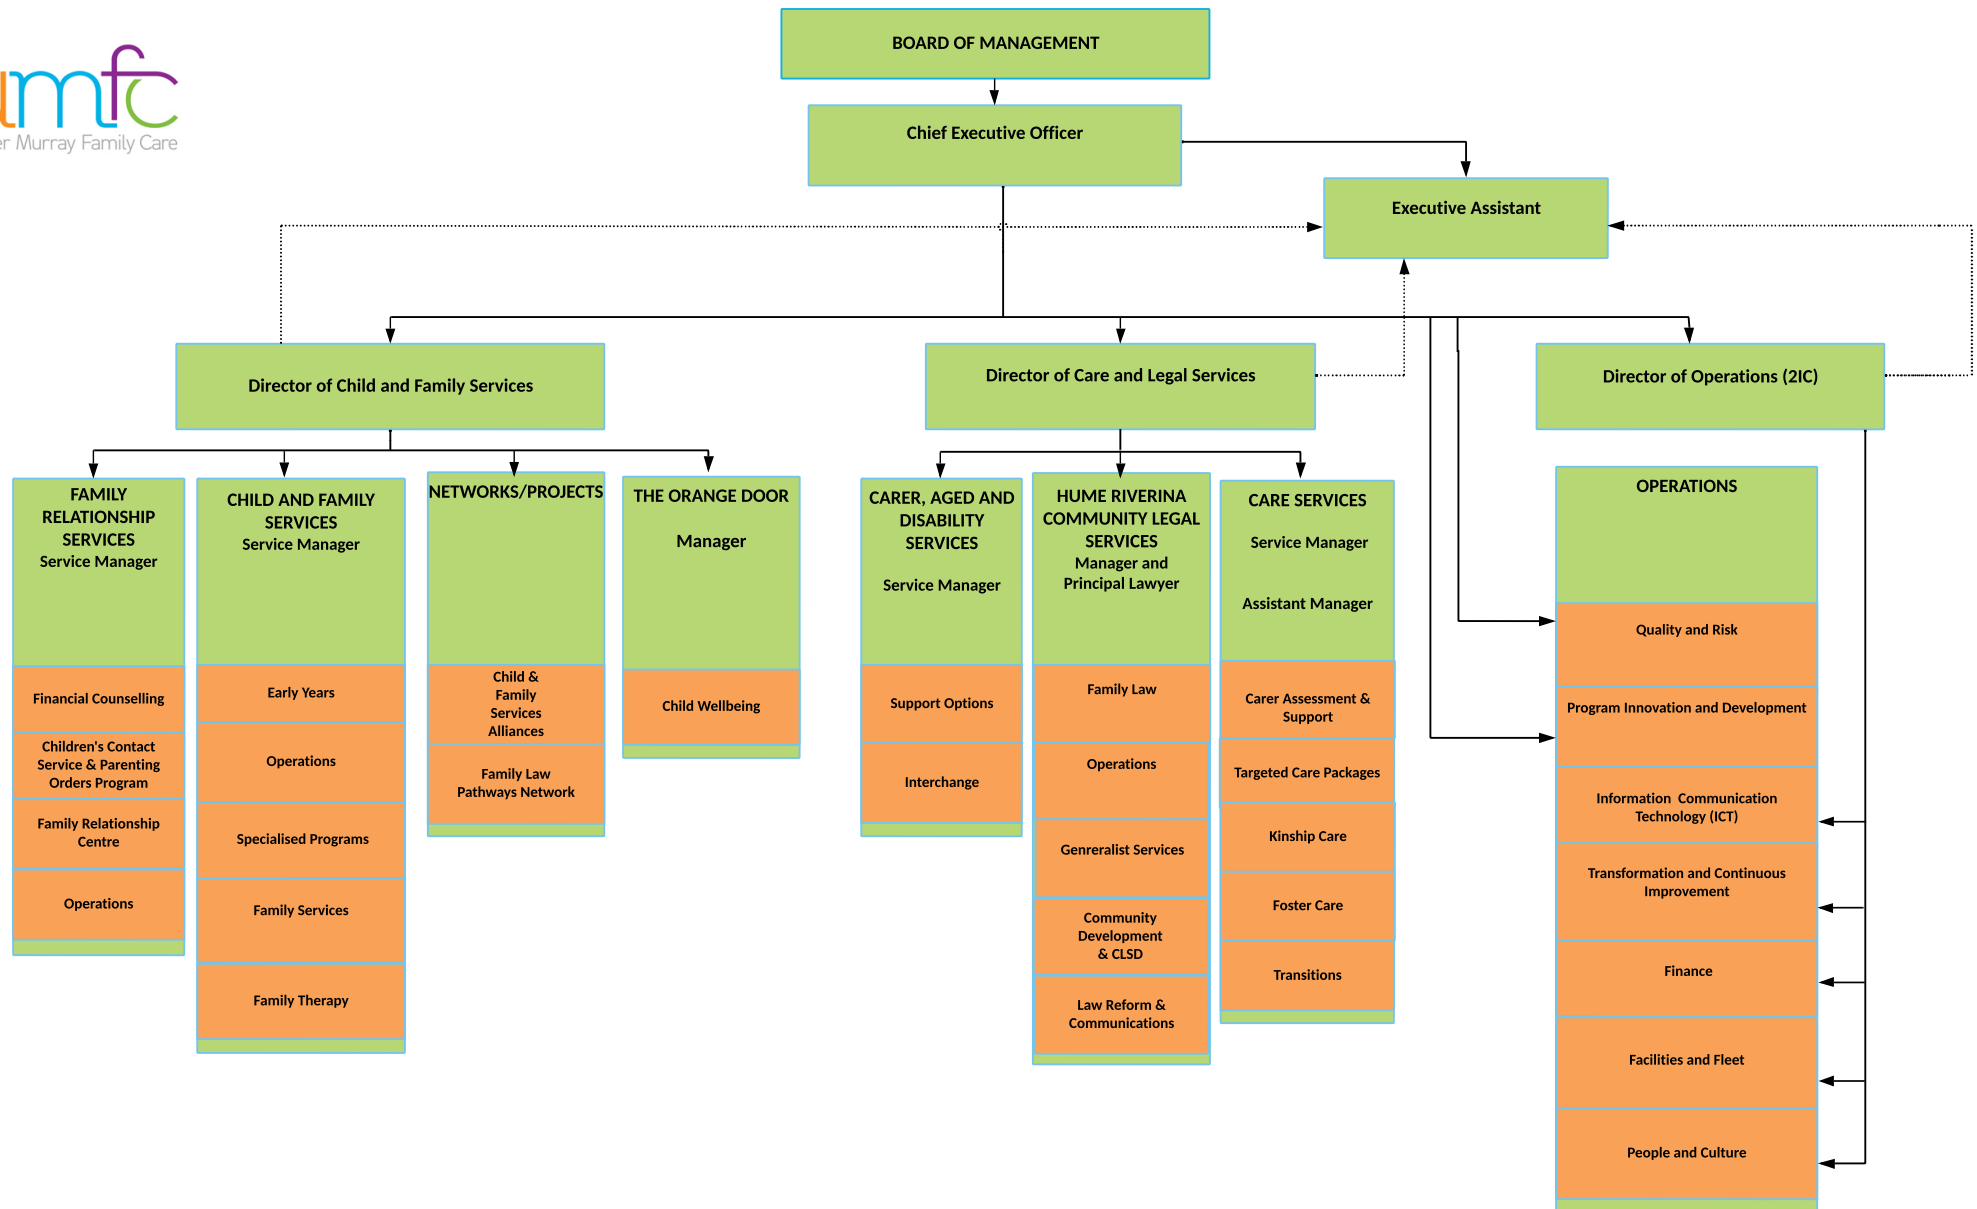 BOARD OF MANAGEMENT
umfc
er Murray Family Care
Chief Executive Officer
Executive Assistant
Director of Child and Family Services
Director of Care and Legal Services
Director of Operations (2IC)
FAMILY
RELATIONSHIP
SERVICES
Service Manager
Financial Counselling
Children's Contact
Service & Parenting
Orders Program
Family Relationship
Centre
Operations
CHILD AND FAMILY
SERVICES
Service Manager
Early Years
Operations
Specialised Programs
Family Services
Family Therapy
NETWORKS/PROJECTS
Child &
Family
Services
Alliances
Family Law
Pathways Network
THE ORANGE DOOR
Manager
Child Wellbeing
CARER, AGED AND
DISABILITY
SERVICES
Service Manager
Support Options
Interchange
HUME RIVERINA
COMMUNITY LEGAL
SERVICES
Manager and
Principal Lawyer
Family Law
Operations
Genreralist Services
Community
Development
& CLSD
Law Reform &
Communications
CARE SERVICES
Service Manager
Assistant Manager
Carer Assessment &
Support
Targeted Care Packages
Kinship Care
Foster Care
Transitions
OPERATIONS
Quality and Risk
Program Innovation and Development
Information Communication
Technology (ICT)
Transformation and Continuous
Improvement
Finance
Facilities and Fleet
People and Culture